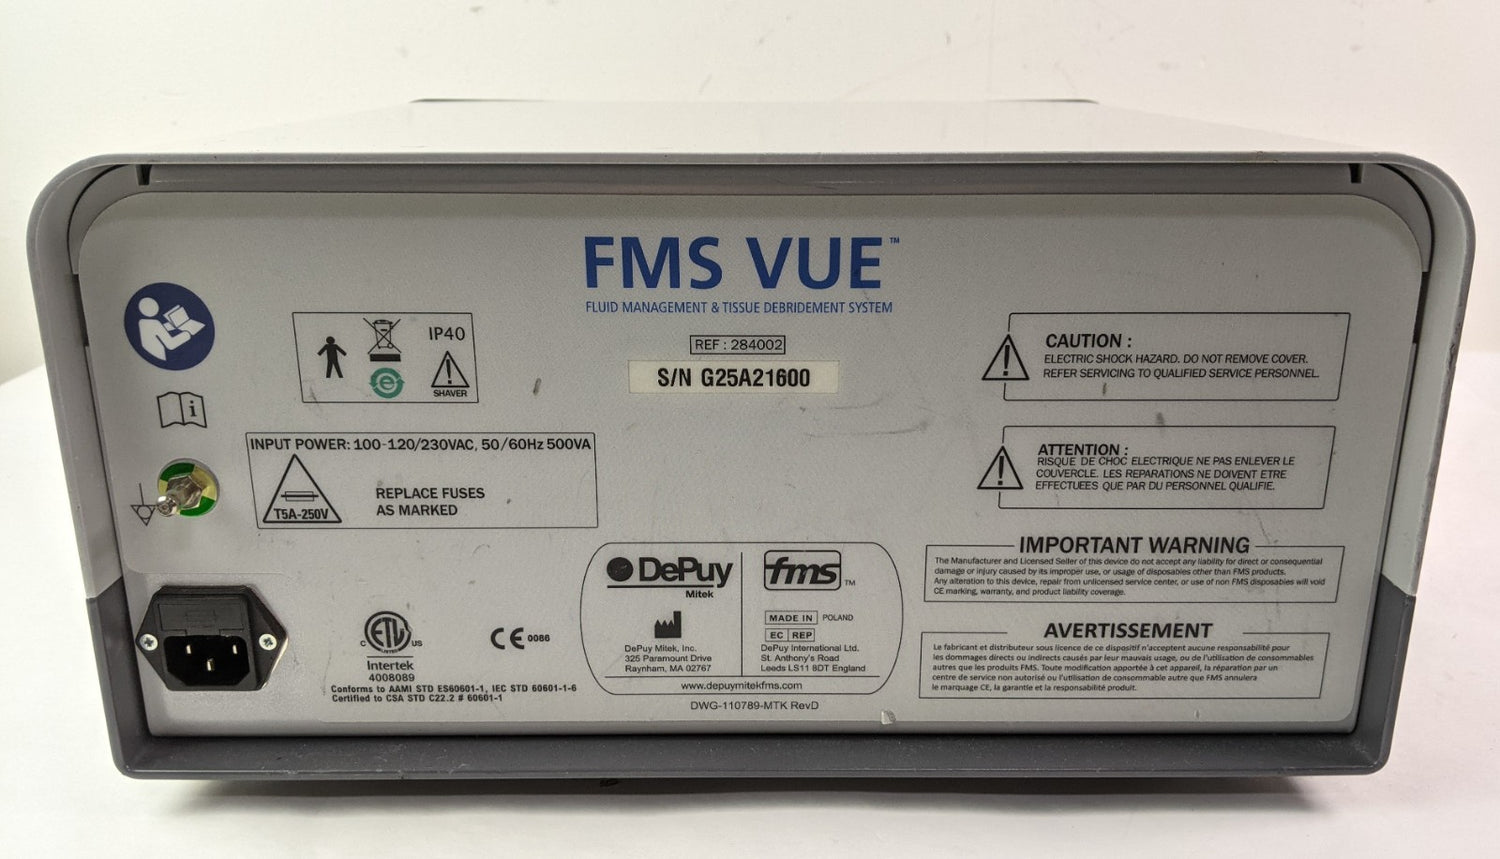 FMS VUE™
FLUID MANAGEMENT & TISSUE DEBRIDEMENT SYSTEM
REF : 284002
S/N G25A21600
IP40
SHAVER
i
INPUT POWER: 100-120/230VAC, 50/60Hz 500VA
T5A-250V
REPLACE FUSES
AS MARKED
CAUTION :
ELECTRIC SHOCK HAZARD. DO NOT REMOVE COVER.
REFER SERVICING TO QUALIFIED SERVICE PERSONNEL.
ATTENTION :
RISQUE DE CHOC ELECTRIQUE NE PAS ENLEVER LE
COUVERCLE. LES REPARATIONS NE DOIVENT ETRE
EFFECTUEES QUE PAR DU PERSONNEL QUALIFIE.
IMPORTANT WARNING
The Manufacturer and Licensed Seller of this device do not accept any liability for direct or consequential
damage or injury caused by its improper use, or usage of disposables other than FMS products.
Any alteration to this device, repair from unlicensed service center, or use of non FMS disposables will void
CE marking, warranty, and product liability coverage.
AVERTISSEMENT
Le fabricant et distributeur sous licence de ce dispositif n'acceptent aucune responsabilité pour
les dommages directs ou indirects causés par leur mauvais usage, ou de l'utilisation de consommables
autres que les produits FMS. Toute modification apportée à cet appareil, la réparation par un
centre de service non autorisé ou l'utilisation de consommable autre que FMS annulera
le marquage CE, la garantie et la responsabilité produit.
C ETL US
LISTED
Intertek
4008089
Conforms to AAMI STD ES60601-1, IEC STD 60601-1-6
Certified to CSA STD C22.2 # 60601-1
CE 0086
DePuy
Mitek
DePuy Mitek, Inc.
325 Paramount Drive
Raynham, MA 02767
fms™
MADE IN POLAND
EC REP
DePuy International Ltd.
St. Anthony's Road
Leeds LS11 8DT England
www.depuymitekfms.com
DWG-110789-MTK RevD